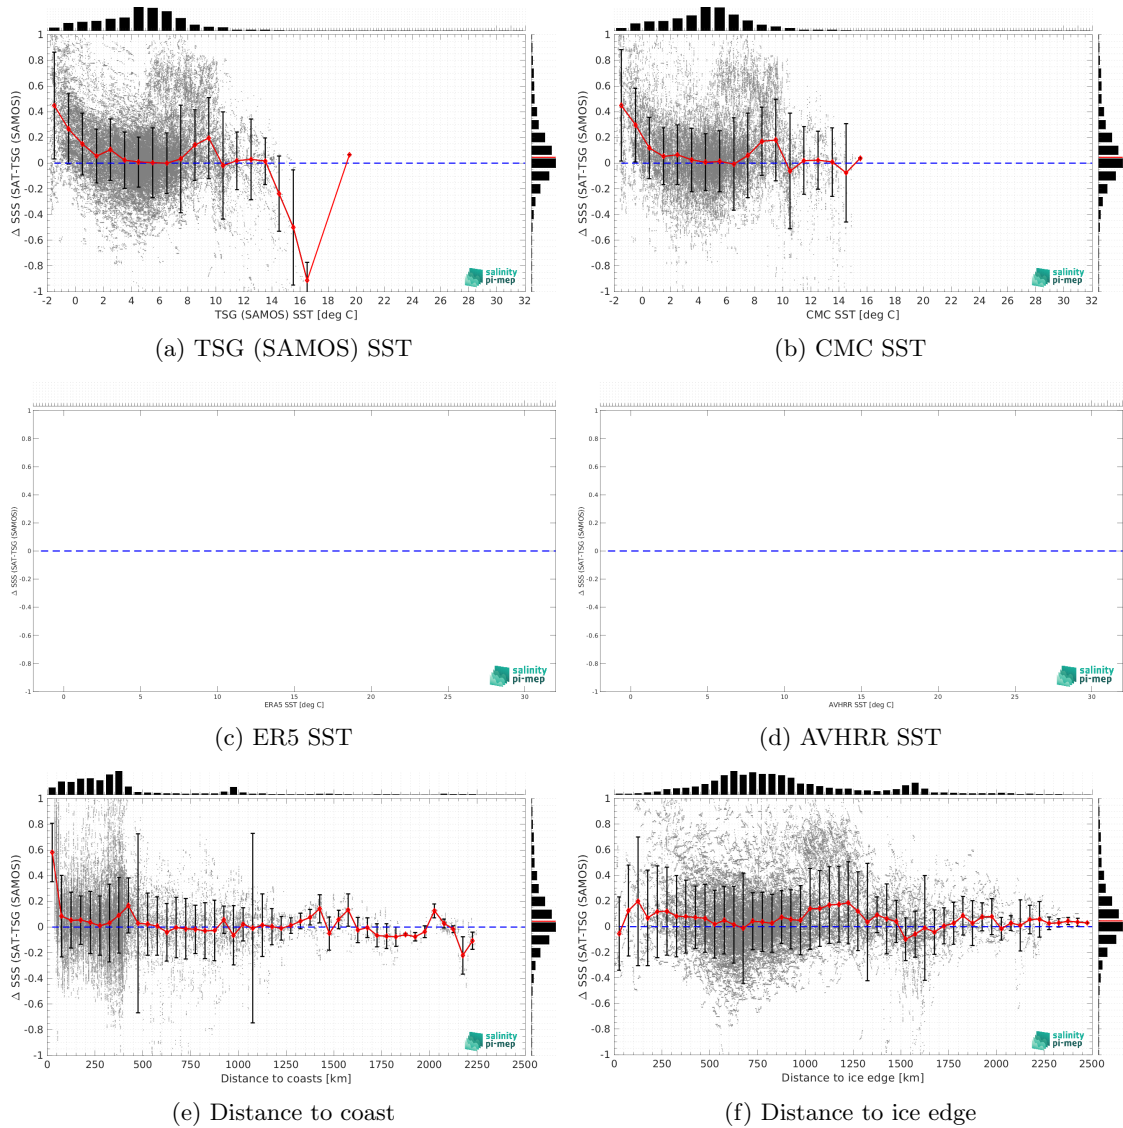 1
0.8
0.6
0.4
0.2
0
-0.2
-0.4
-0.6
-0.8
-1
Δ SSS (SAT-TSG (SAMOS))
-2 0 2 4 6 8 10 12 14 16 18 20 22 24 26 28 30 32
TSG (SAMOS) SST [deg C]
salinity
pi-mep
(a) TSG (SAMOS) SST
1
0.8
0.6
0.4
0.2
0
-0.2
-0.4
-0.6
-0.8
-1
Δ SSS (SAT-TSG (SAMOS))
-2 0 2 4 6 8 10 12 14 16 18 20 22 24 26 28 30 32
CMC SST [deg C]
salinity
pi-mep
(b) CMC SST
1
0.8
0.6
0.4
0.2
0
-0.2
-0.4
-0.6
-0.8
-1
Δ SSS (SAT-TSG (SAMOS))
0 5 10 15 20 25 30
ERA5 SST [deg C]
salinity
pi-mep
(c) ER5 SST
1
0.8
0.6
0.4
0.2
0
-0.2
-0.4
-0.6
-0.8
-1
Δ SSS (SAT-TSG (SAMOS))
0 5 10 15 20 25 30
AVHRR SST [deg C]
salinity
pi-mep
(d) AVHRR SST
1
0.8
0.6
0.4
0.2
0
-0.2
-0.4
-0.6
-0.8
-1
Δ SSS (SAT-TSG (SAMOS))
0 250 500 750 1000 1250 1500 1750 2000 2250 2500
Distance to coasts [km]
salinity
pi-mep
(e) Distance to coast
1
0.8
0.6
0.4
0.2
0
-0.2
-0.4
-0.6
-0.8
-1
Δ SSS (SAT-TSG (SAMOS))
0 250 500 750 1000 1250 1500 1750 2000 2250 2500
Distance to ice edge [km]
salinity
pi-mep
(f) Distance to ice edge